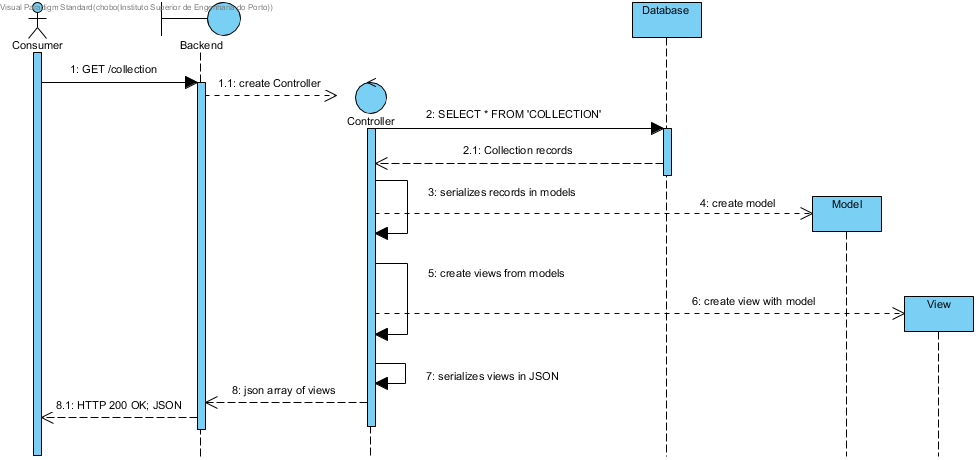 Visual Paradigm Standard(chobo(Instituto Superior de Engenharia do Porto))
Database
Consumer
Backend
1: GET /collection
1.1: create Controller
Controller
2: SELECT * FROM 'COLLECTION'
2.1: Collection records
3: serializes records in models
4: create model
Model
5: create views from models
6: create view with model
View
7: serializes views in JSON
8: json array of views
8.1: HTTP 200 OK; JSON